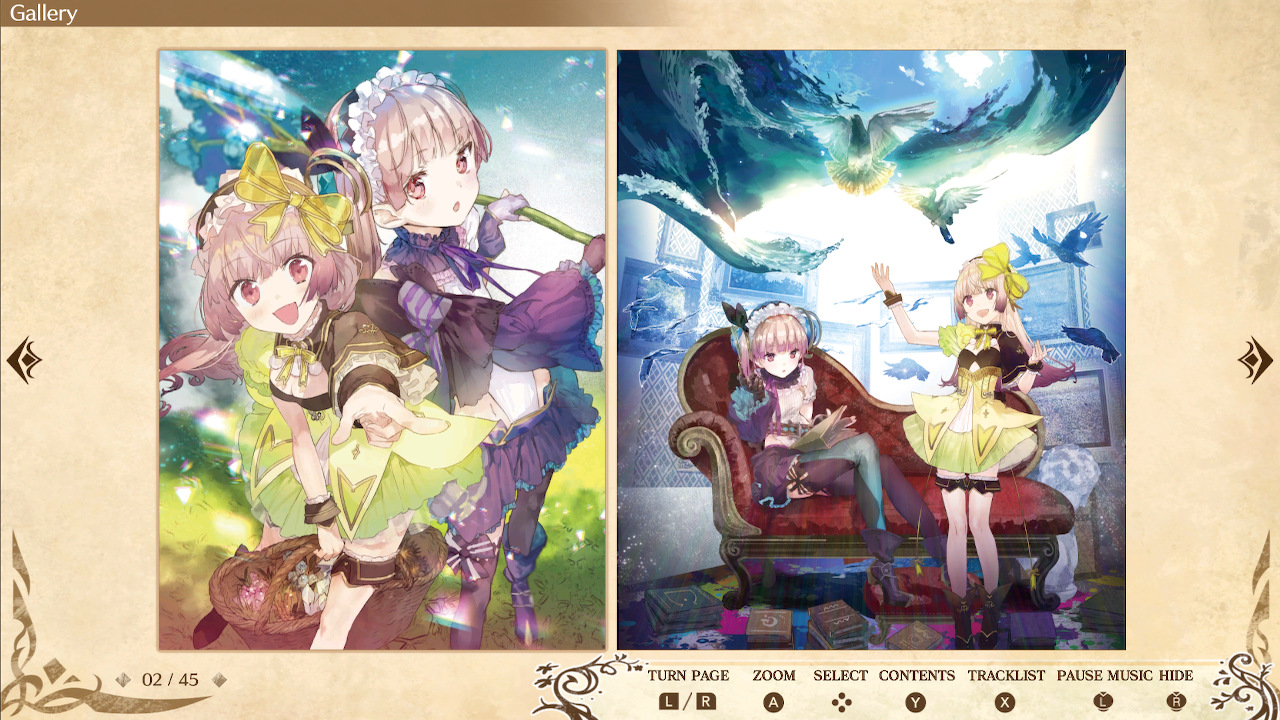 Gallery
02 / 45
TURN PAGE ZOOM SELECT CONTENTS TRACKLIST PAUSE MUSIC HIDE
L / R A Y X L R